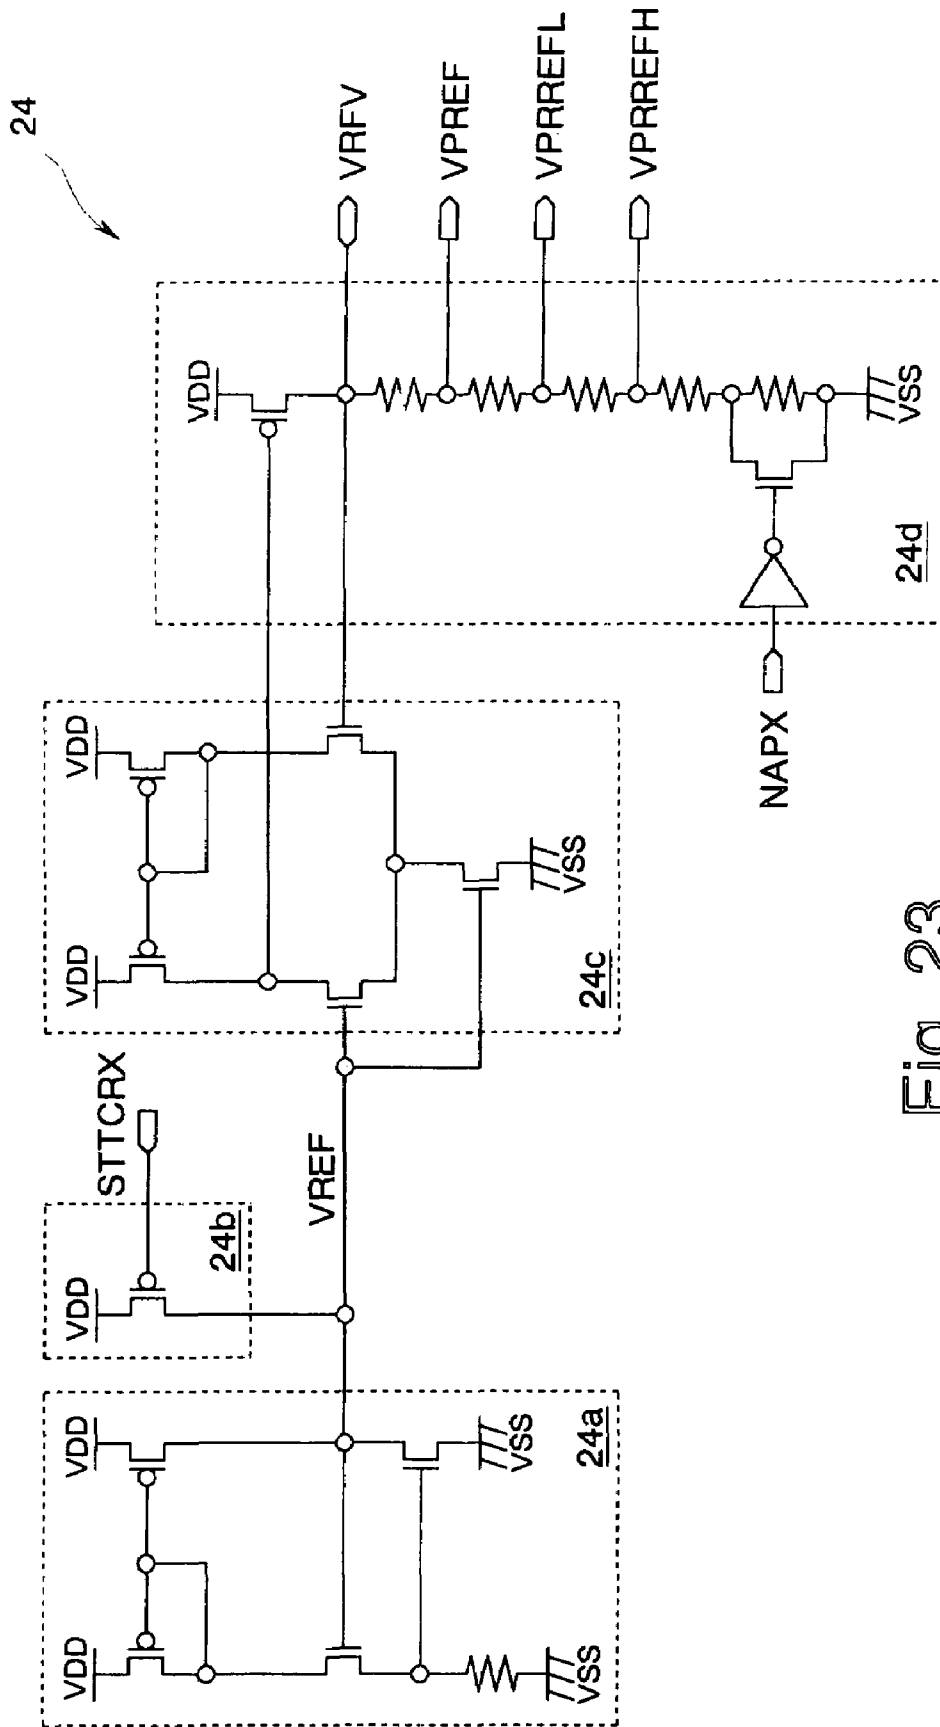 24
VDD
VDD
24a
VSS
VSS
VDD
24b
STTCRX
VREF
VDD
VDD
24c
VSS
VDD
24d
VSS
NAPX
VRFV
VPREF
VPRREFL
VPRREFH
Fig. 23